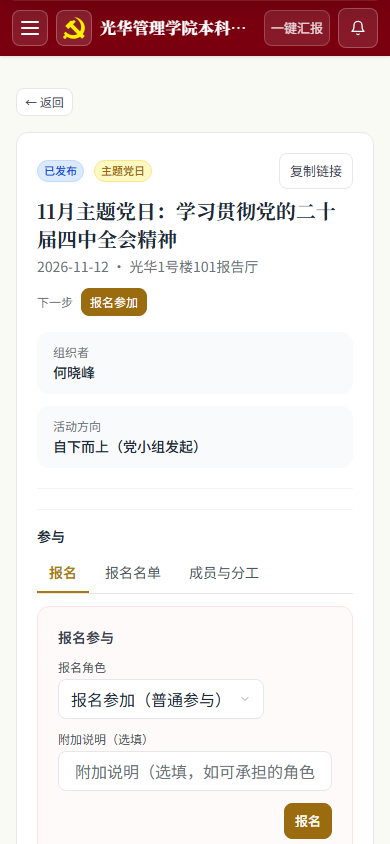 光华管理学院本科…
一键汇报
← 返回
已发布
主题党日
复制链接
11月主题党日：学习贯彻党的二十
届四中全会精神
2026-11-12 • 光华1号楼101报告厅
下一步
报名参加
组织者
何晓峰
活动方向
自下而上（党小组发起）
参与
报名
报名名单
成员与分工
报名参与
报名角色
报名参加（普通参与）
附加说明（选填）
附加说明（选填，如可承担的角色
报名